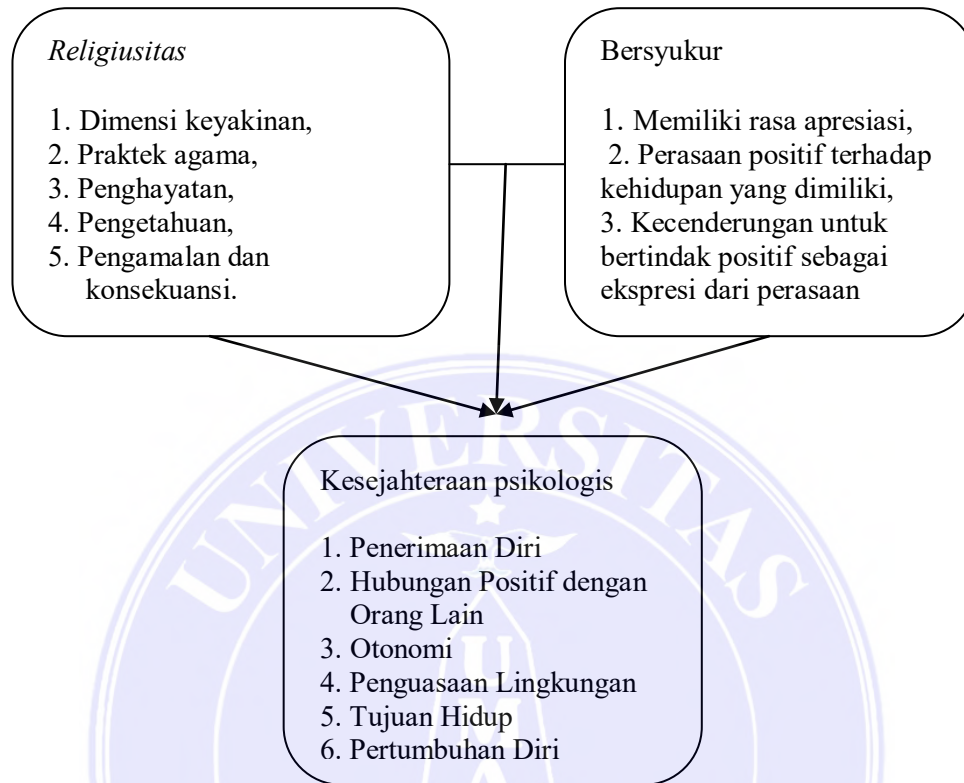 Religiusitas
1. Dimensi keyakinan,
2. Praktek agama,
3. Penghayatan,
4. Pengetahuan,
5. Pengamalan dan
konsekuansi.
Bersyukur
1. Memiliki rasa apresiasi,
2. Perasaan positif terhadap
kehidupan yang dimiliki,
3. Kecenderungan untuk
bertindak positif sebagai
ekspresi dari perasaan
Kesejahteraan psikologis
1. Penerimaan Diri
2. Hubungan Positif dengan
Orang Lain
3. Otonomi
4. Penguasaan Lingkungan
5. Tujuan Hidup
6. Pertumbuhan Diri
UNIVERSITAS
U
M
A